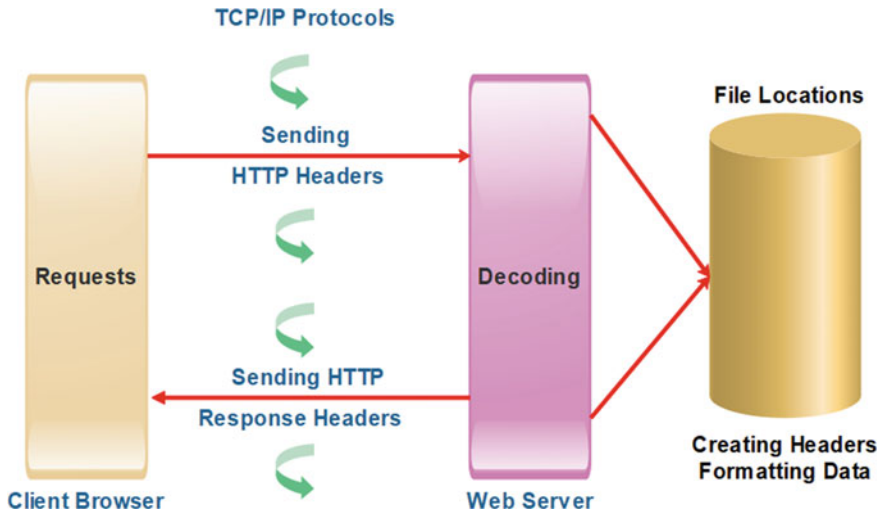 TCP/IP Protocols
File Locations
Sending
HTTP Headers
Requests
Decoding
Sending HTTP
Response Headers
Creating Headers
Formatting Data
Client Browser
Web Server